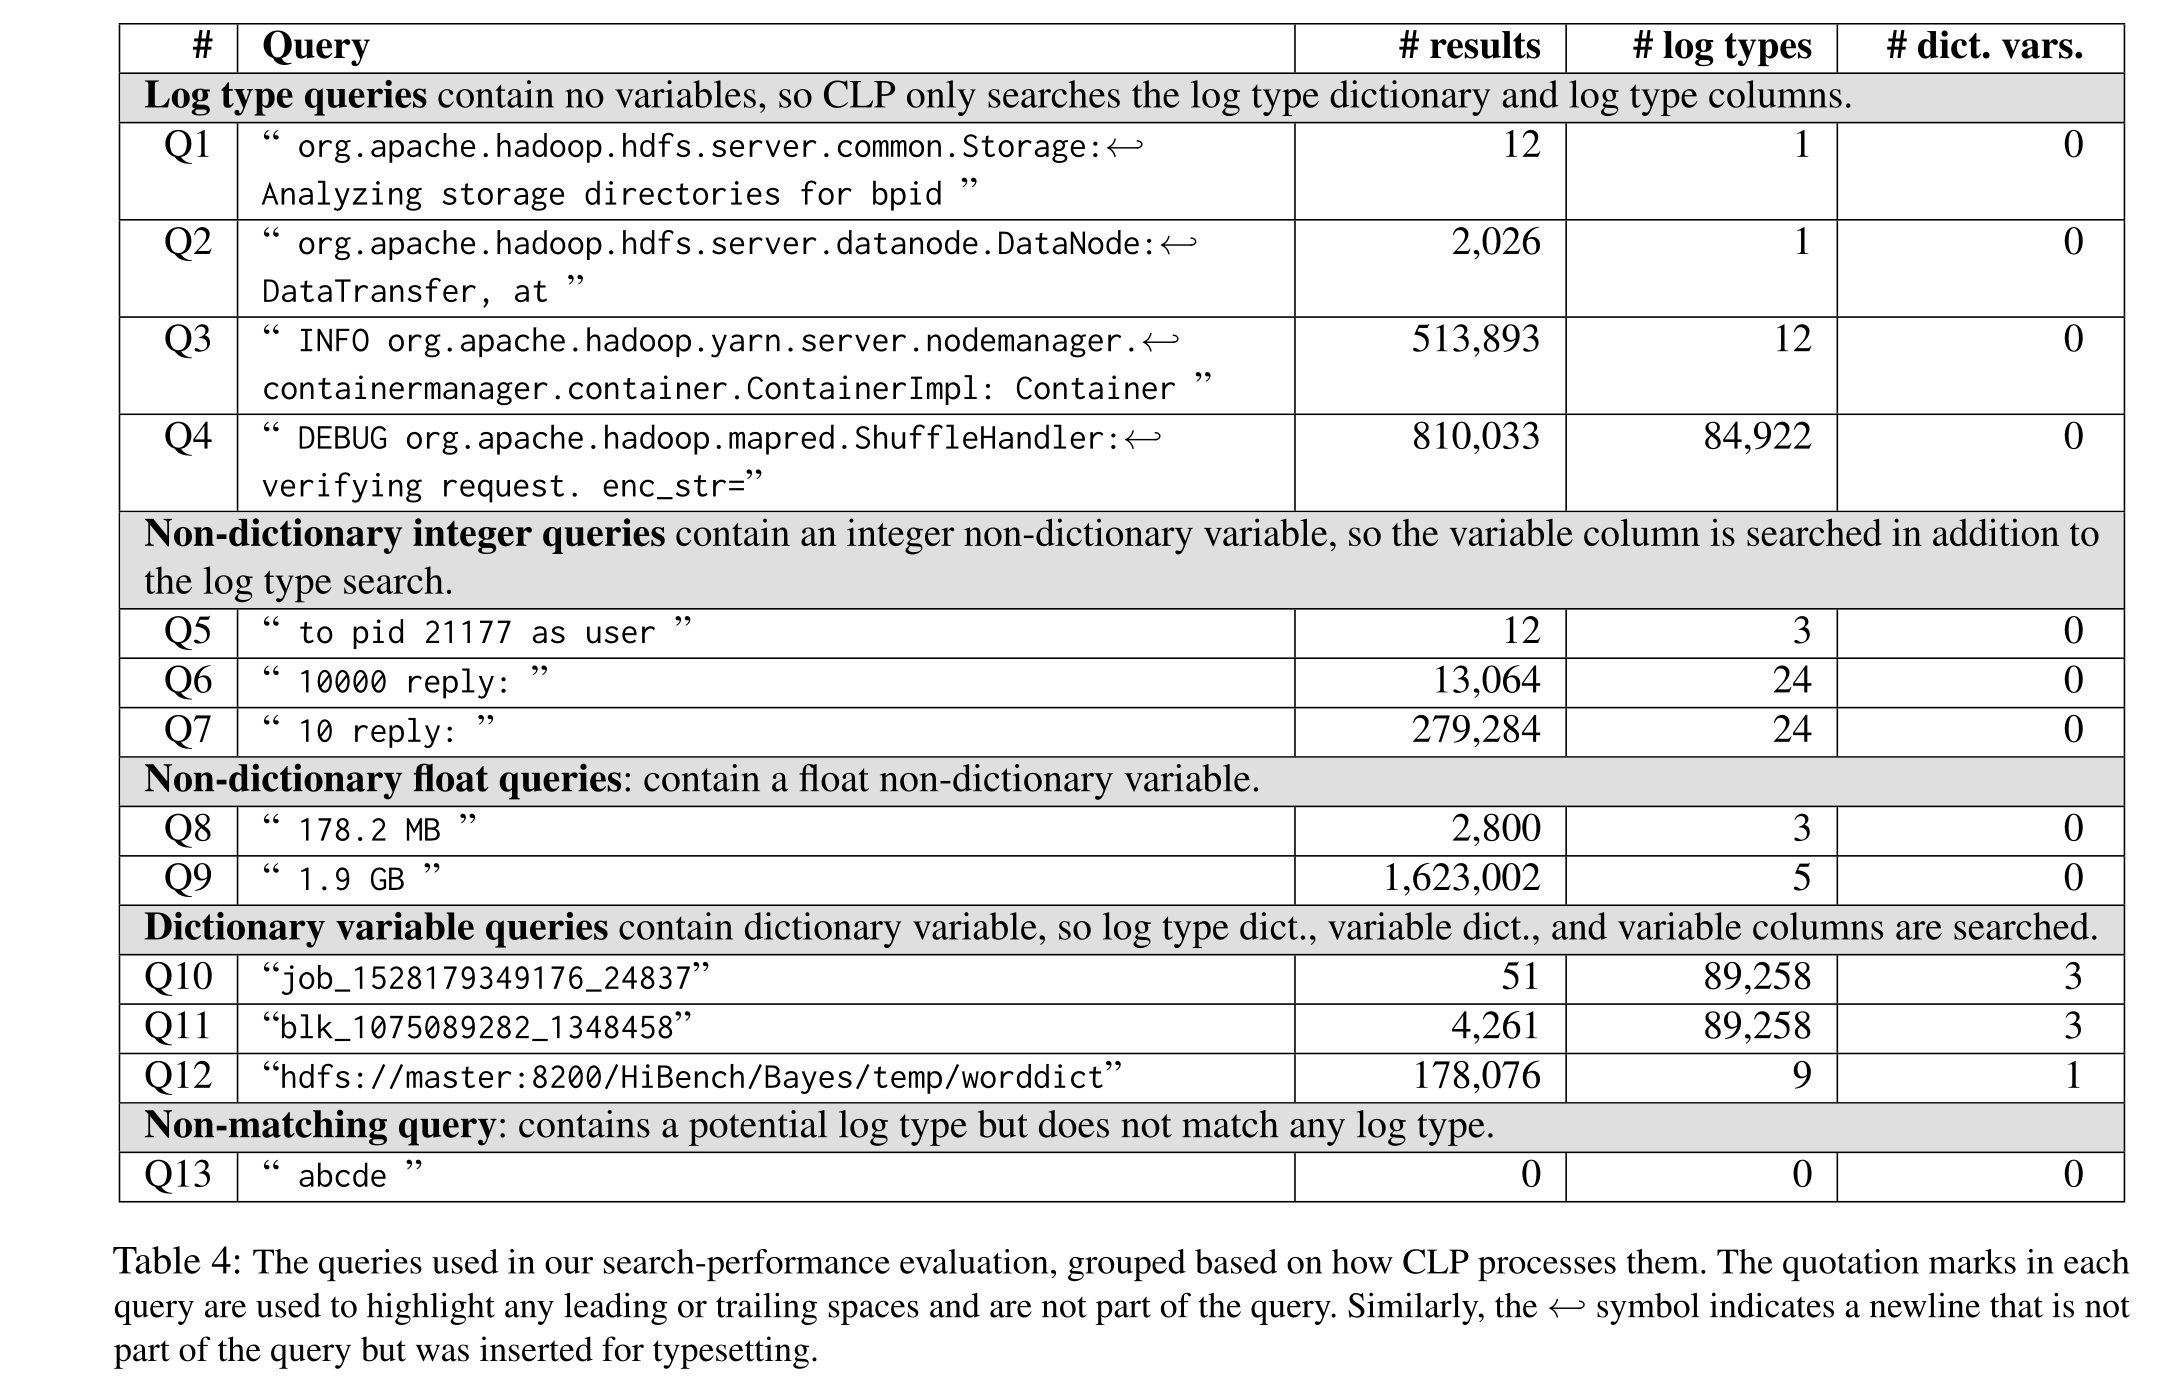 # Query # results # log types # dict. vars.
Log type queries contain no variables, so CLP only searches the log type dictionary and log type columns.
Q1 “ org.apache.hadoop.hdfs.server.common.Storage:↩ 12 1 0
Analyzing storage directories for bpid ”
Q2 “ org.apache.hadoop.hdfs.server.datanode.DataNode:↩ 2,026 1 0
DataTransfer, at ”
Q3 “ INFO org.apache.hadoop.yarn.server.nodemanager.↩ 513,893 12 0
containermanager.container.ContainerImpl: Container ”
Q4 “ DEBUG org.apache.hadoop.mapred.ShuffleHandler:↩ 810,033 84,922 0
verifying request. enc_str=”
Non-dictionary integer queries contain an integer non-dictionary variable, so the variable column is searched in addition to
the log type search.
Q5 “ to pid 21177 as user ” 12 3 0
Q6 “ 10000 reply: ” 13,064 24 0
Q7 “ 10 reply: ” 279,284 24 0
Non-dictionary float queries: contain a float non-dictionary variable.
Q8 “ 178.2 MB ” 2,800 3 0
Q9 “ 1.9 GB ” 1,623,002 5 0
Dictionary variable queries contain dictionary variable, so log type dict., variable dict., and variable columns are searched.
Q10 “job_1528179349176_24837” 51 89,258 3
Q11 “blk_1075089282_1348458” 4,261 89,258 3
Q12 “hdfs://master:8200/HiBench/Bayes/temp/worddict” 178,076 9 1
Non-matching query: contains a potential log type but does not match any log type.
Q13 “ abcde ” 0 0 0
Table 4: The queries used in our search-performance evaluation, grouped based on how CLP processes them. The quotation marks in each
query are used to highlight any leading or trailing spaces and are not part of the query. Similarly, the ↩ symbol indicates a newline that is not
part of the query but was inserted for typesetting.